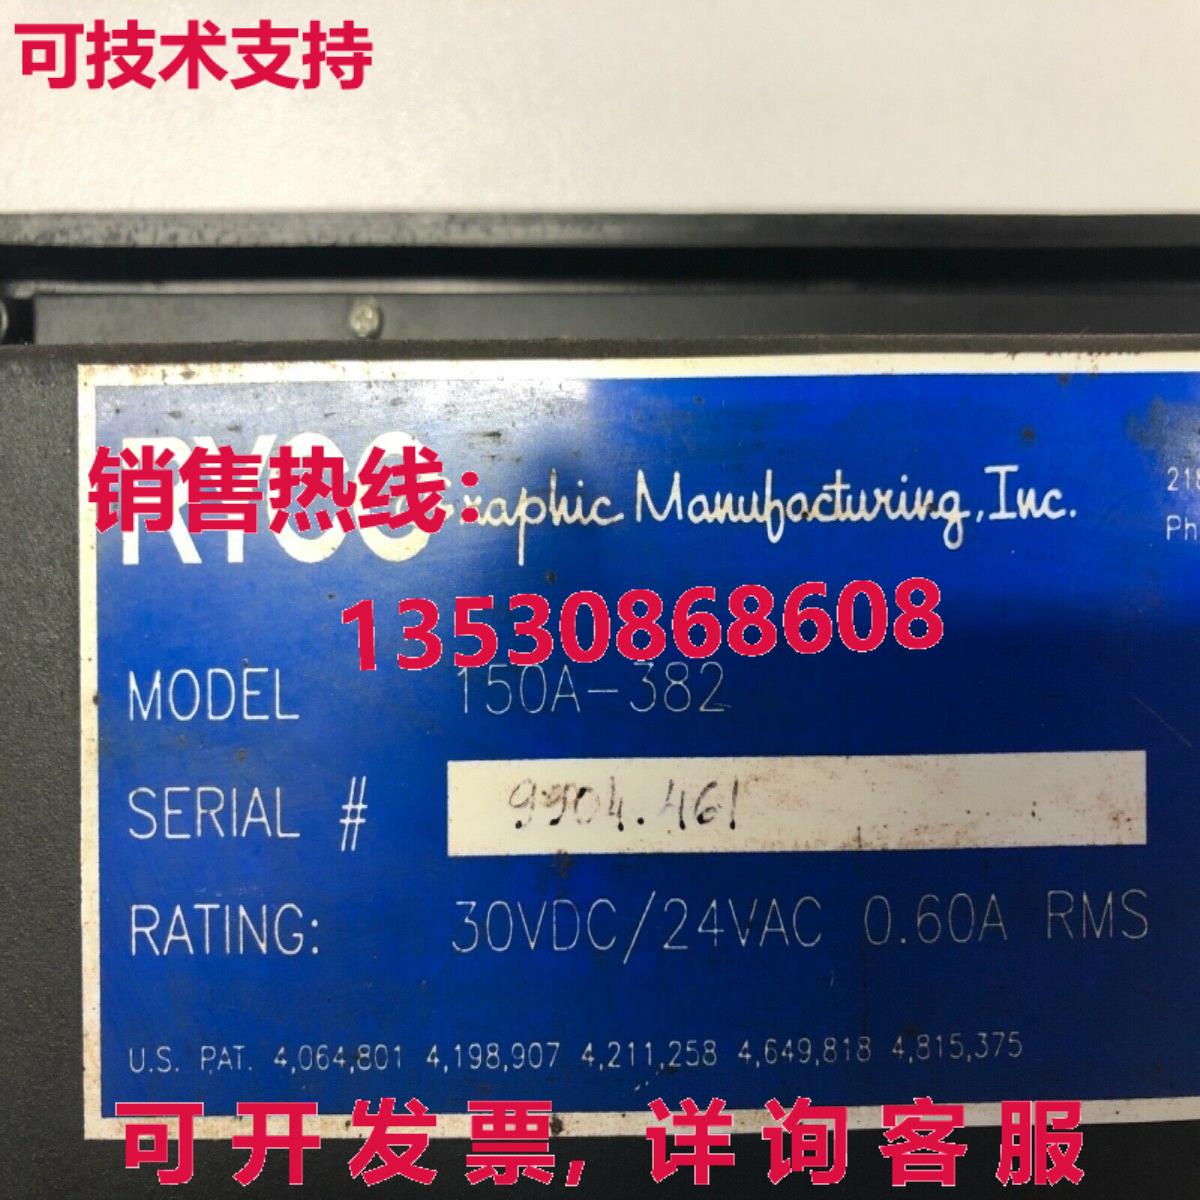 可技术支持
RYCO Graphic Manufacturing, Inc.
销售热线:
13530868608
MODEL 150A-382
SERIAL # 9904.461
RATING: 30VDC/24VAC 0.60A RMS
U.S. PAT. 4,064,801 4,198,907 4,211,258 4,649,818 4,815,375
可开发票, 详询客服